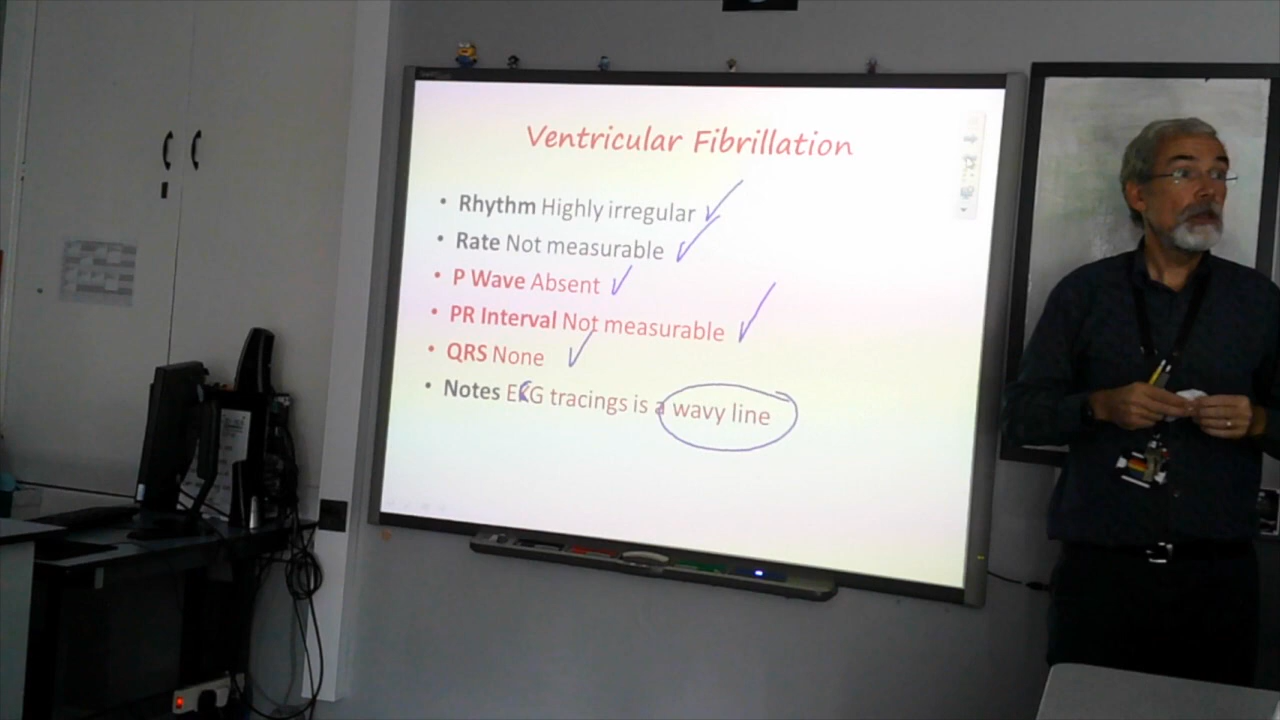 Ventricular Fibrillation
• Rhythm Highly irregular
• Rate Not measurable
• P Wave Absent
• PR Interval Not measurable
• QRS None
• Notes EKG tracings is a wavy line